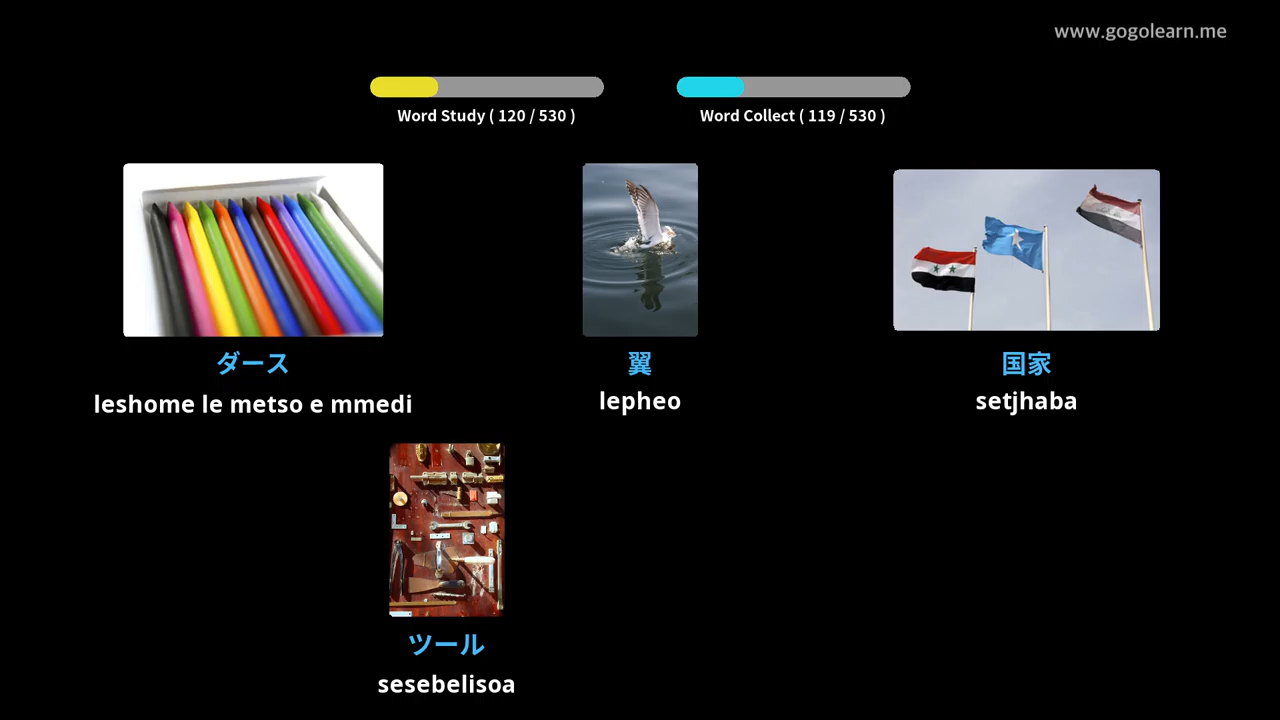 www.gogolearn.me
Word Study ( 120 / 530 )
Word Collect ( 119 / 530 )
ダース
leshome le metso e mmedi
翼
lepheo
国家
setjhaba
ツール
sesebelisoa